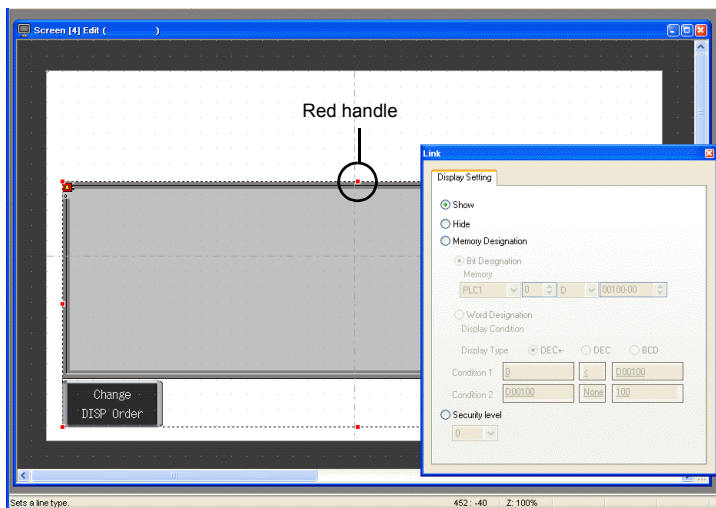 Screen [4] Edit ( )
Red handle
Link
Display Setting
Show
Hide
Memory Designation
Bit Designation
Memory
PLC1 0 D 00100-00
Word Designation
Display Condition
Display Type DEC+- DEC BCD
Condition 1 0 ≤ D00100
Condition 2 D00100 None 100
Security level
0
Change
DISP Order
Sets a line type.
452 : -40 Z: 100%